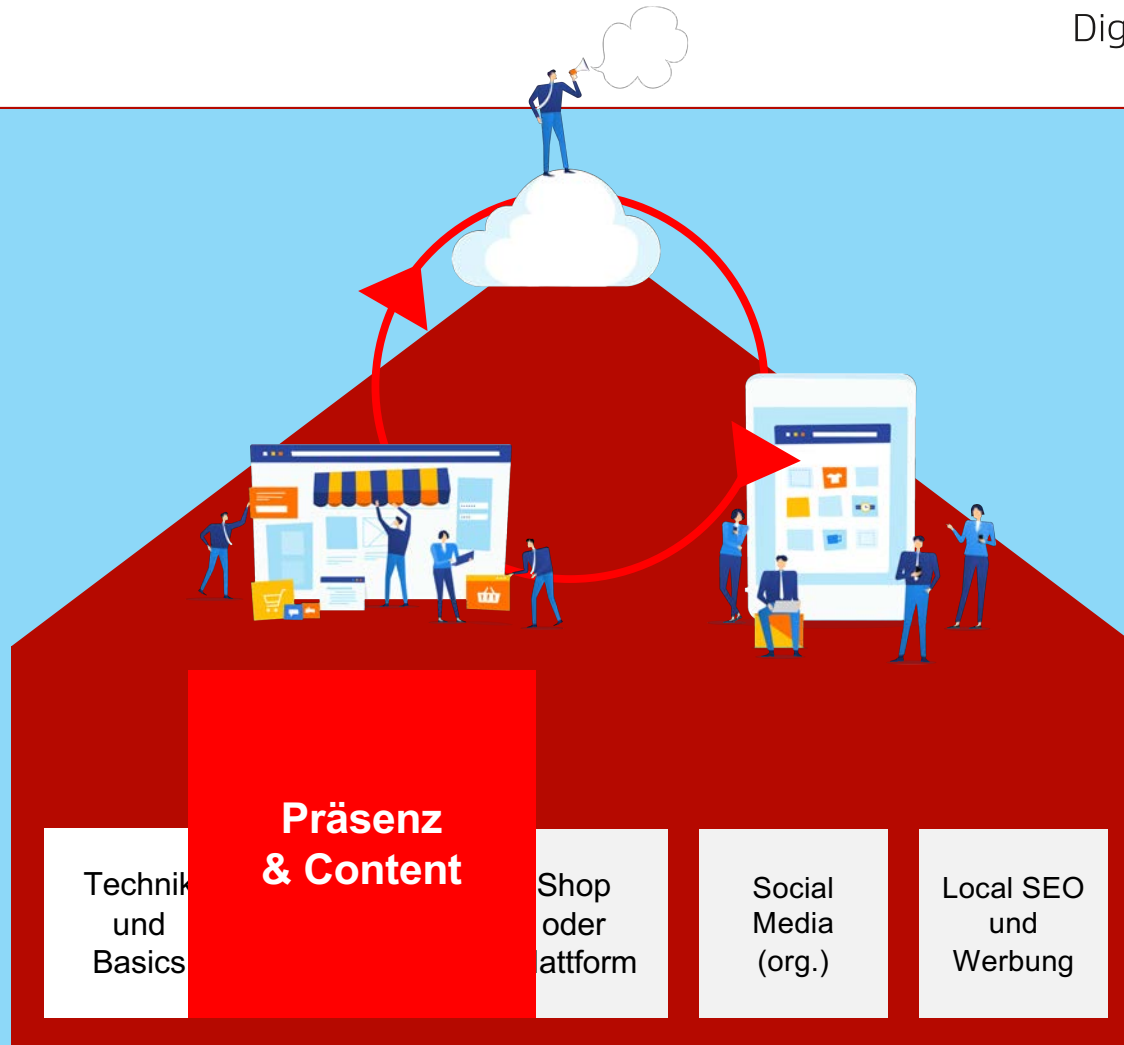 Dig
Präsenz
& Content
Technik
und
Basics
Shop
oder
lattform
Social
Media
(org.)
Local SEO
und
Werbung